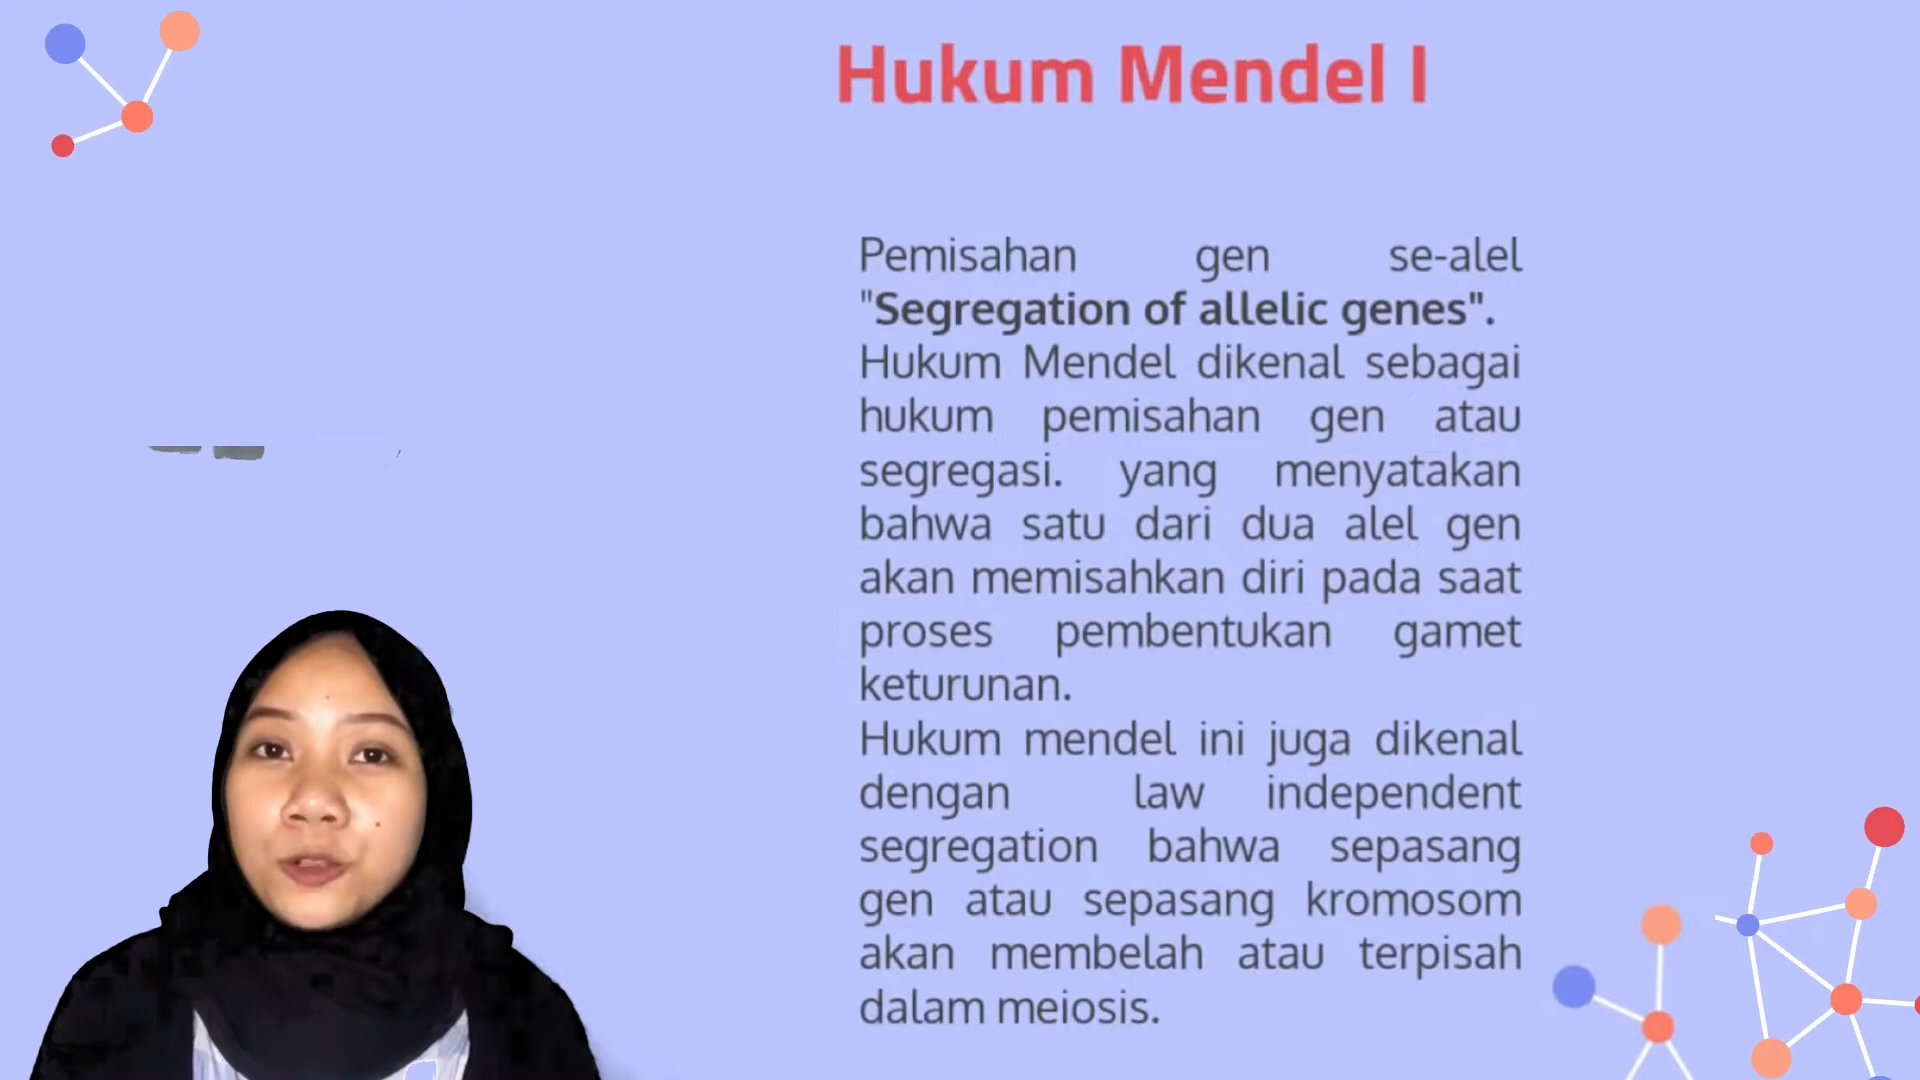 Hukum Mendel I
Pemisahan gen se-alel
"Segregation of allelic genes".
Hukum Mendel dikenal sebagai
hukum pemisahan gen atau
segregasi. yang menyatakan
bahwa satu dari dua alel gen
akan memisahkan diri pada saat
proses pembentukan gamet
keturunan.
Hukum mendel ini juga dikenal
dengan law independent
segregation bahwa sepasang
gen atau sepasang kromosom
akan membelah atau terpisah
dalam meiosis.